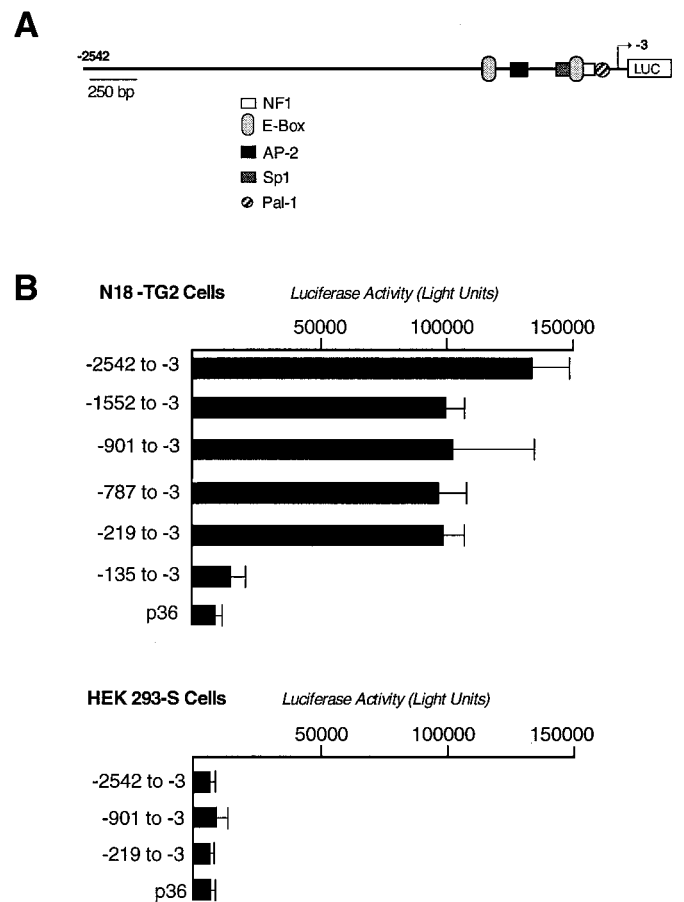 A
-2542
-3
LUC
250 bp
NF1
E-Box
AP-2
Sp1
Pal-1
B
N18 -TG2 Cells
Luciferase Activity (Light Units)
50000 100000 150000
-2542 to -3
-1552 to -3
-901 to -3
-787 to -3
-219 to -3
-135 to -3
p36
HEK 293-S Cells
Luciferase Activity (Light Units)
50000 100000 150000
-2542 to -3
-901 to -3
-219 to -3
p36